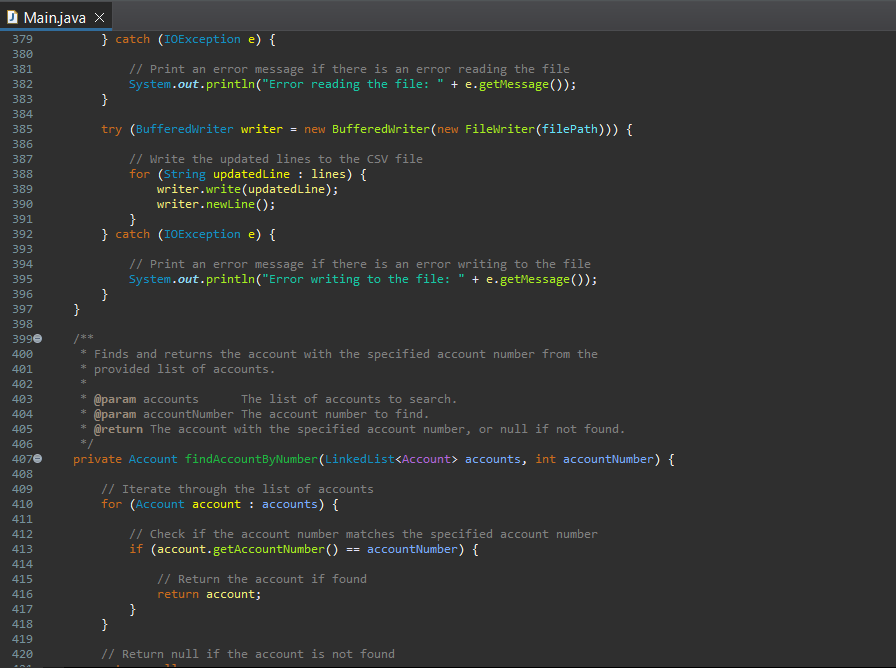 Main.java
379 } catch (IOException e) {
380
381 // Print an error message if there is an error reading the file
382 System.out.println("Error reading the file: " + e.getMessage());
383 }
384
385 try (BufferedWriter writer = new BufferedWriter(new FileWriter(filePath))) {
386
387 // Write the updated lines to the CSV file
388 for (String updatedLine : lines) {
389 writer.write(updatedLine);
390 writer.newLine();
391 }
392 } catch (IOException e) {
393
394 // Print an error message if there is an error writing to the file
395 System.out.println("Error writing to the file: " + e.getMessage());
396 }
397 }
398
399 /**
400 * Finds and returns the account with the specified account number from the
401 * provided list of accounts.
402 *
403 * @param accounts      The list of accounts to search.
404 * @param accountNumber The account number to find.
405 * @return The account with the specified account number, or null if not found.
406 */
407 private Account findAccountByNumber(LinkedList<Account> accounts, int accountNumber) {
408
409 // Iterate through the list of accounts
410 for (Account account : accounts) {
411
412 // Check if the account number matches the specified account number
413 if (account.getAccountNumber() == accountNumber) {
414
415 // Return the account if found
416 return account;
417 }
418 }
419
420 // Return null if the account is not found